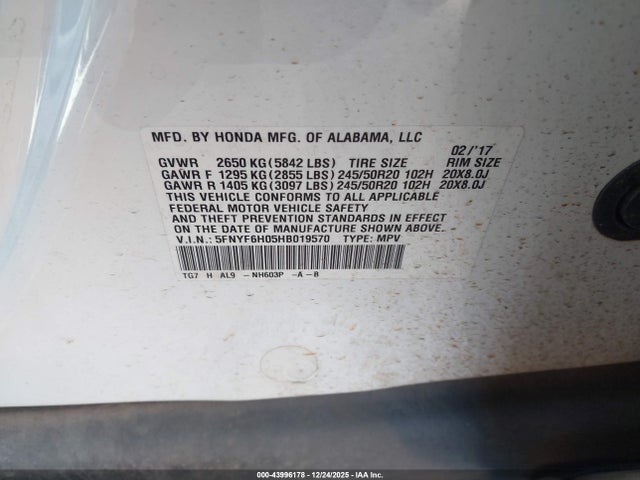 MFD. BY HONDA MFG. OF ALABAMA, LLC 02/'17
GVWR 2650 KG(5842 LBS) TIRE SIZE RIM SIZE
GAWR F 1295 KG(2855 LBS) 245/50R20 102H 20X8.0J
GAWR R 1405 KG(3097 LBS) 245/50R20 102H 20X8.0J
THIS VEHICLE CONFORMS TO ALL APPLICABLE
FEDERAL MOTOR VEHICLE SAFETY
AND THEFT PREVENTION STANDARDS IN EFFECT
ON THE DATE OF MANUFACTURE SHOWN ABOVE.
V.I.N.: 5FNYF6H05HB019570 TYPE: MPV
TG7 H AL9 -NH603P -A-B
000-43996178 - 12/24/2025 - IAA Inc.